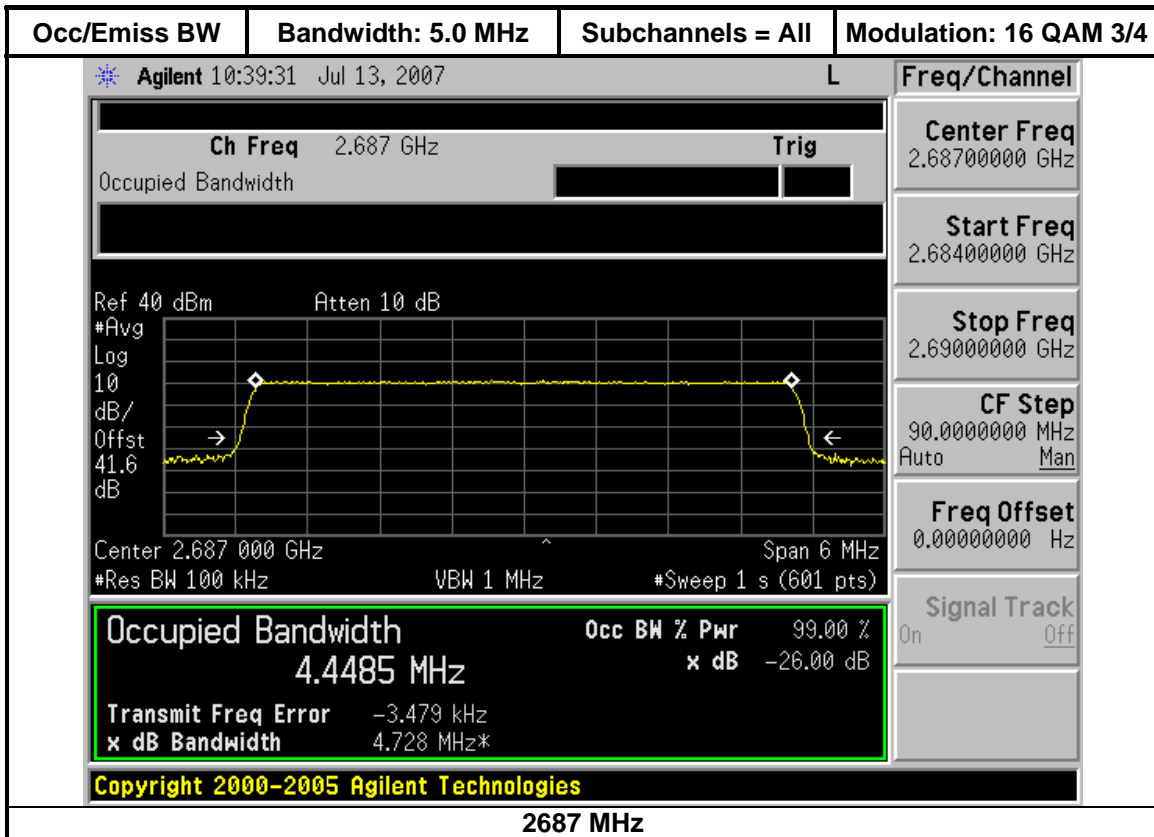 Occ/Emiss BW Bandwidth: 5.0 MHz Subchannels = All Modulation: 16 QAM 3/4
Agilent 10:39:31 Jul 13, 2007 L Freq/Channel
Ch Freq 2.687 GHz Trig
Occupied Bandwidth
Center Freq
2.68700000 GHz
Start Freq
2.68400000 GHz
Stop Freq
2.69000000 GHz
CF Step
90.0000000 MHz
Auto Man
Freq Offset
0.00000000 Hz
Signal Track
On Off
Ref 40 dBm Atten 10 dB
#Avg
Log
10
dB/
Offst
41.6
dB
Center 2.687 000 GHz Span 6 MHz
#Res BW 100 kHz VBW 1 MHz #Sweep 1 s (601 pts)
Occupied Bandwidth Occ BW % Pwr 99.00 %
4.4485 MHz x dB -26.00 dB
Transmit Freq Error -3.479 kHz
x dB Bandwidth 4.728 MHz*
Copyright 2000-2005 Agilent Technologies
2687 MHz